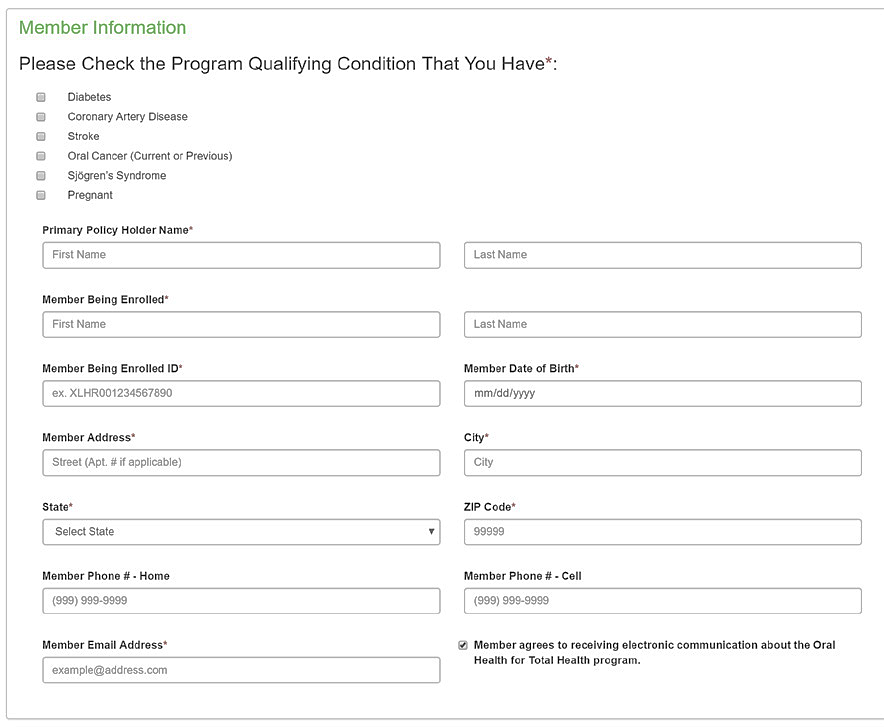 Member Information
Please Check the Program Qualifying Condition That You Have*:
Diabetes
Coronary Artery Disease
Stroke
Oral Cancer (Current or Previous)
Sjögren's Syndrome
Pregnant
Primary Policy Holder Name*
First Name
Last Name
Member Being Enrolled*
First Name
Last Name
Member Being Enrolled ID*
Member Date of Birth*
ex. XLHR001234567890
mm/dd/yyyy
Member Address*
City*
Street (Apt. # if applicable)
City
State*
ZIP Code*
Select State
99999
Member Phone # - Home
Member Phone # - Cell
(999) 999-9999
(999) 999-9999
Member Email Address*
example@address.com
Member agrees to receiving electronic communication about the Oral
Health for Total Health program.